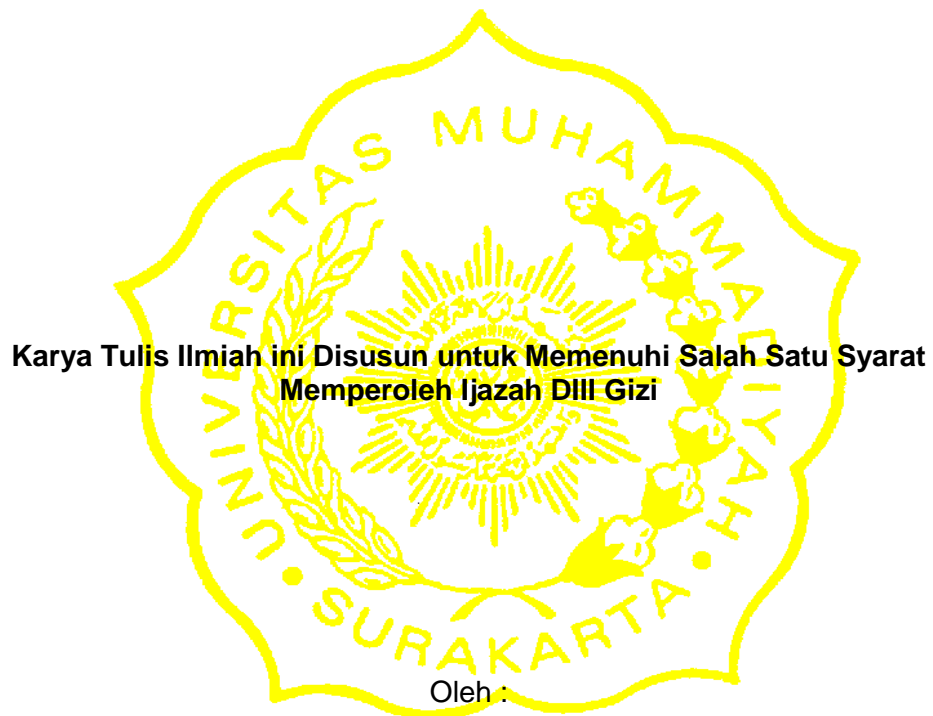 UNIVERSITAS MUHAMMADIYAH
Karya Tulis Ilmiah ini Disusun untuk Memenuhi Salah Satu Syarat
Memperoleh Ijazah DIII Gizi
SURAKARTA
Oleh :